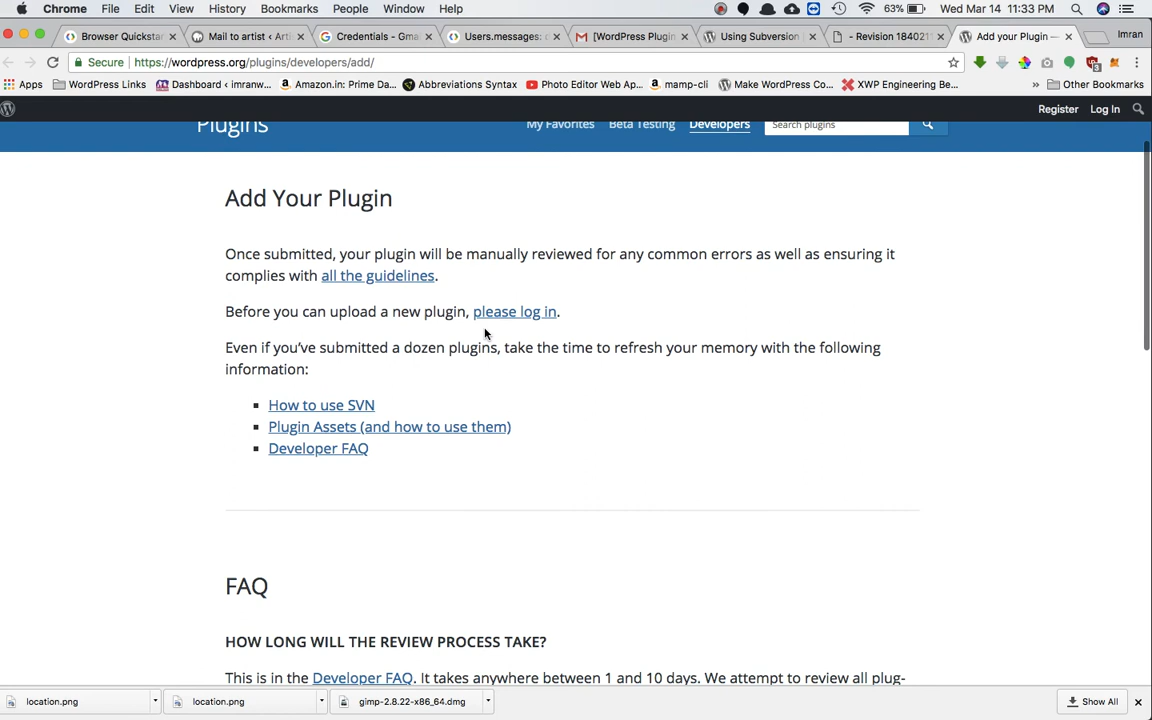 Chrome File Edit View History Bookmarks People Window Help 63% Wed Mar 14 11:33 PM
Browser Quickstar Mail to artist ‹ Arti Credentials - Gma Users.messages: [WordPress Plugin Using Subversion - Revision 184021 Add your Plugin — Imran
Secure https://wordpress.org/plugins/developers/add/
Apps WordPress Links Dashboard ‹ imranw... Amazon.in: Prime Da... Abbreviations Syntax Photo Editor Web Ap... mamp-cli Make WordPress Co... XWP Engineering Be... » Other Bookmarks
Register Log In
Plugins My Favorites Beta Testing Developers Search plugins
Add Your Plugin
Once submitted, your plugin will be manually reviewed for any common errors as well as ensuring it
complies with all the guidelines.
Before you can upload a new plugin, please log in.
Even if you've submitted a dozen plugins, take the time to refresh your memory with the following
information:
How to use SVN
Plugin Assets (and how to use them)
Developer FAQ
FAQ
HOW LONG WILL THE REVIEW PROCESS TAKE?
This is in the Developer FAQ. It takes anywhere between 1 and 10 days. We attempt to review all plug-
location.png location.png gimp-2.8.22-x86_64.dmg Show All